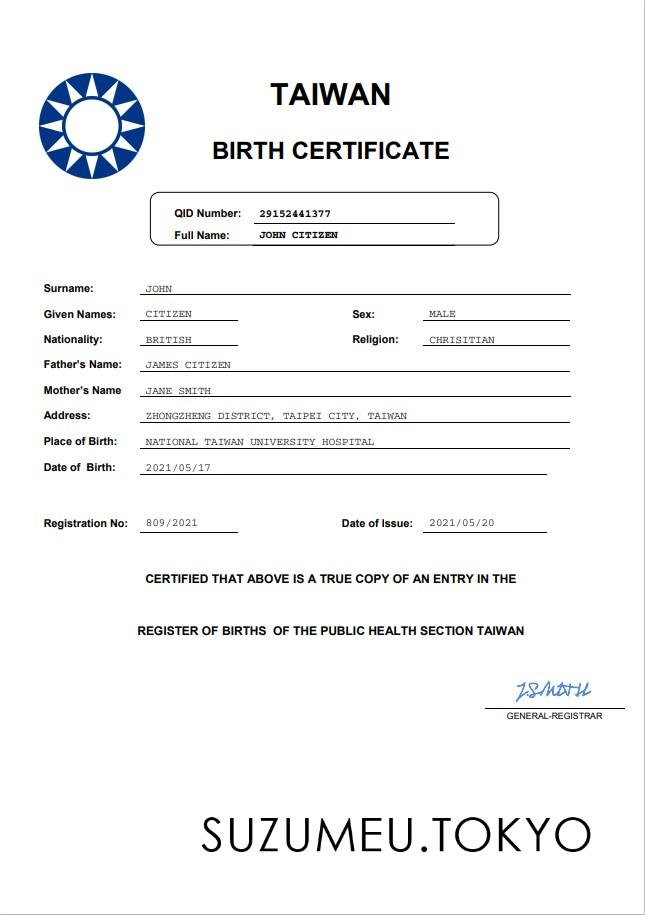 TAIWAN
BIRTH CERTIFICATE
QID Number: 29152441377
Full Name: JOHN CITIZEN
Surname: JOHN
Given Names: CITIZEN Sex: MALE
Nationality: BRITISH Religion: CHRISITIAN
Father's Name: JAMES CITIZEN
Mother's Name JANE SMITH
Address: ZHONGZHENG DISTRICT, TAIPEI CITY, TAIWAN
Place of Birth: NATIONAL TAIWAN UNIVERSITY HOSPITAL
Date of Birth: 2021/05/17
Registration No: 809/2021 Date of Issue: 2021/05/20
CERTIFIED THAT ABOVE IS A TRUE COPY OF AN ENTRY IN THE
REGISTER OF BIRTHS OF THE PUBLIC HEALTH SECTION TAIWAN
J.SMITH
GENERAL-REGISTRAR
SUZUMEU.TOKYO